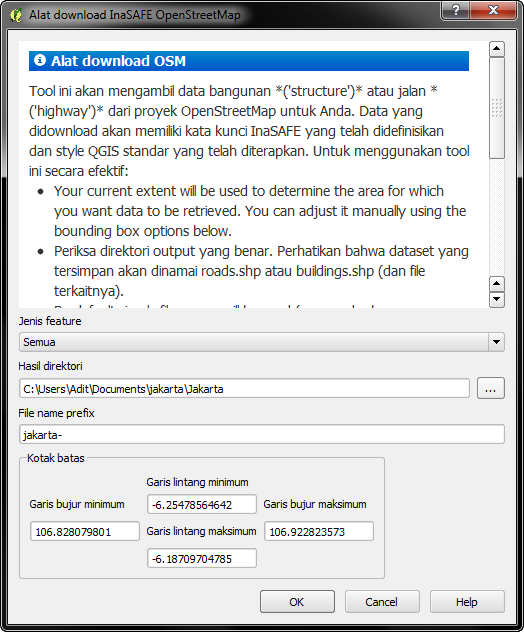 Alat download InaSAFE OpenStreetMap
Alat download OSM
Tool ini akan mengambil data bangunan *('structure')* atau jalan *
('highway')* dari proyek OpenStreetMap untuk Anda. Data yang
didownload akan memiliki kata kunci InaSAFE yang telah didefinisikan
dan style QGIS standar yang telah diterapkan. Untuk menggunakan tool
ini secara efektif:
• Your current extent will be used to determine the area for which
you want data to be retrieved. You can adjust it manually using the
bounding box options below.
• Periksa direktori output yang benar. Perhatikan bahwa dataset yang
tersimpan akan dinamai roads.shp atau buildings.shp (dan file
terkaitnya).
Jenis feature
Semua
Hasil direktori
C:\Users\Adit\Documents\jakarta\Jakarta
...
File name prefix
jakarta-
Kotak batas
Garis lintang minimum
Garis bujur minimum
-6.25478564642
Garis bujur maksimum
106.828079801
Garis lintang maksimum
106.922823573
-6.18709704785
OK
Cancel
Help